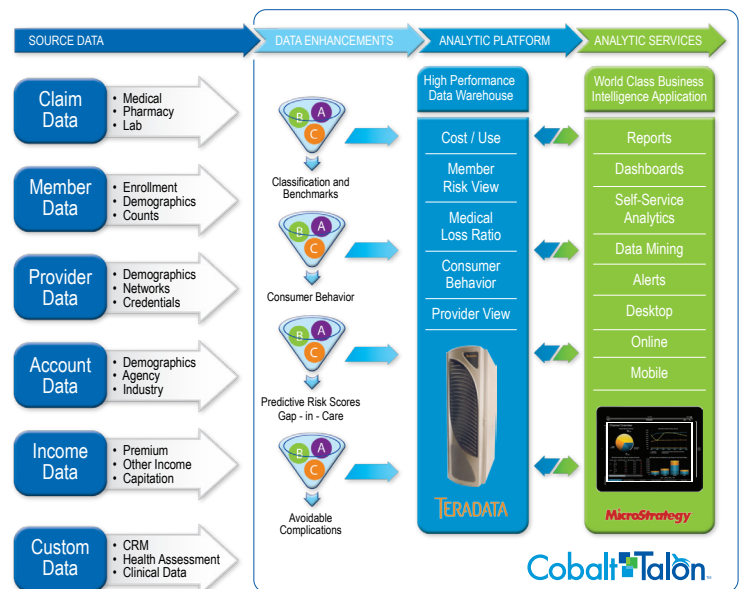 SOURCE DATA
DATA ENHANCEMENTS
ANALYTIC PLATFORM
ANALYTIC SERVICES
Claim
Data
• Medical
• Pharmacy
• Lab
Member
Data
• Enrollment
• Demographics
• Counts
Provider
Data
• Demographics
• Networks
• Credentials
Account
Data
• Demographics
• Agency
• Industry
Income
Data
• Premium
• Other Income
• Capitation
Custom
Data
• CRM
• Health Assessment
• Clinical Data
B A
C
Classification and
Benchmarks
B A
C
Consumer Behavior
B A
C
Predictive Risk Scores
Gap - in - Care
B A
C
Avoidable
Complications
High Performance
Data Warehouse
Cost / Use
Member
Risk View
Medical
Loss Ratio
Consumer
Behavior
Provider View
TERADATA
World Class Business
Intelligence Application
Reports
Dashboards
Self-Service
Analytics
Data Mining
Alerts
Desktop
Online
Mobile
MicroStrategy
Cobalt Talon